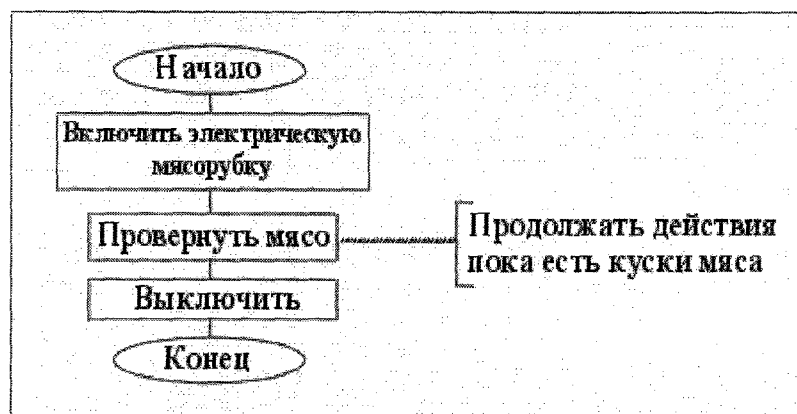 Начало
Включить электрическую
мясорубку
Провернуть мясо
Продолжать действия
пока есть куски мяса
Выключить
Конец